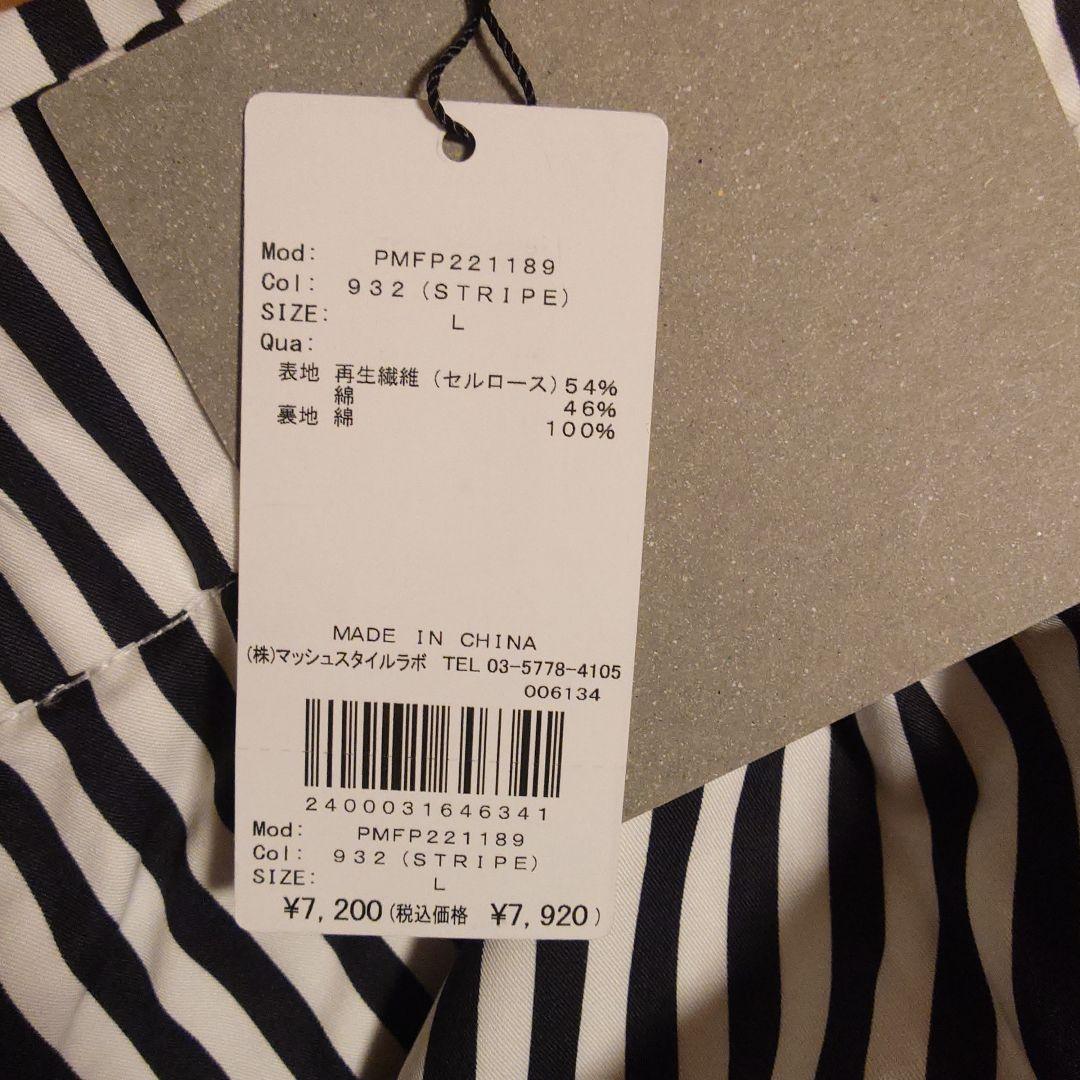 Mod: PMFP221189
Col: 932(STRIPE)
SIZE: L
Qua:
表地 再生繊維(セルロース)54%
綿 46%
裏地 綿 100%
MADE IN CHINA
(株)マッシュスタイルラボ TEL 03-5778-4105
006134
2400031646341
Mod: PMFP221189
Col: 932(STRIPE)
SIZE: L
¥7,200(税込価格 ¥7,920)